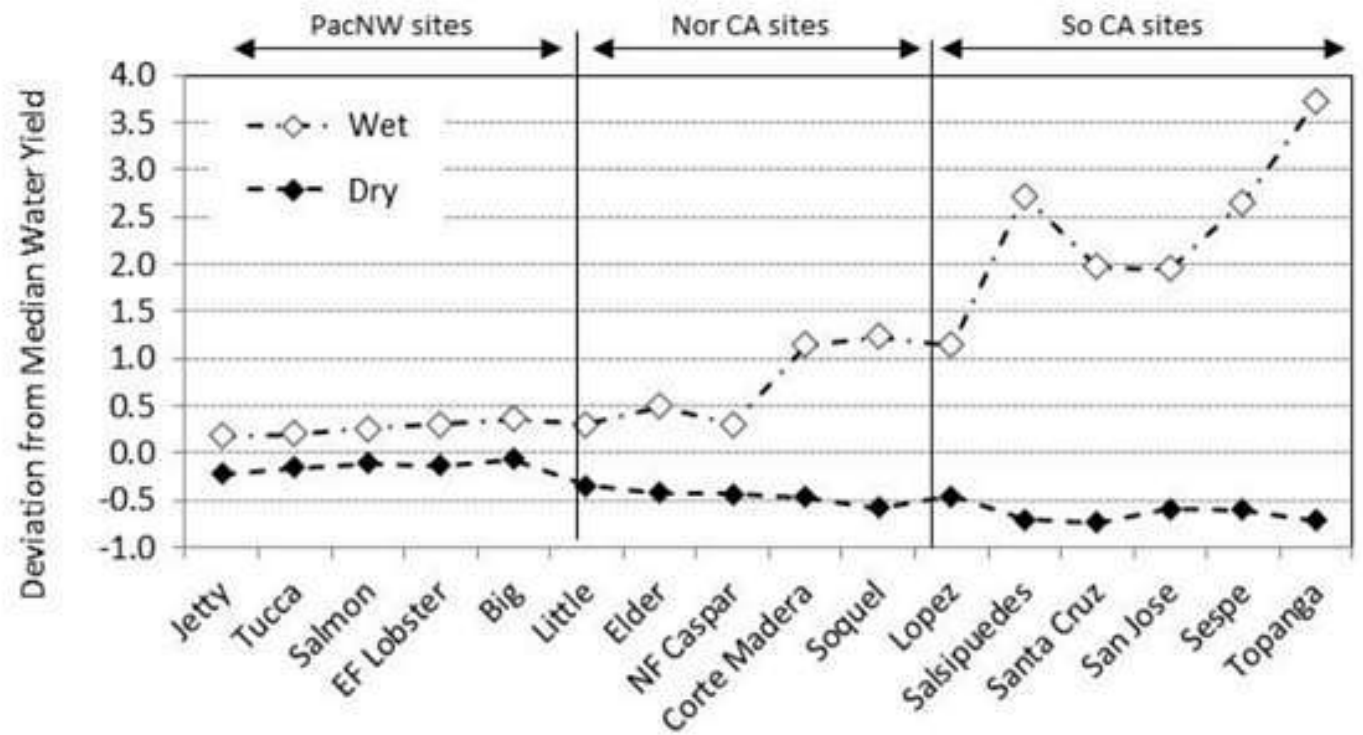 PacNW sites
Nor CA sites
So CA sites
Deviation from Median Water Yield
4.0
3.5
3.0
2.5
2.0
1.5
1.0
0.5
0.0
-0.5
-1.0
Wet
Dry
Jetty
Tucca
Salmon
EF Lobster
Big
Little
Elder
NF Caspar
Corte Madera
Soquel
Lopez
Salsipuedes
Santa Cruz
San Jose
Sespe
Topanga